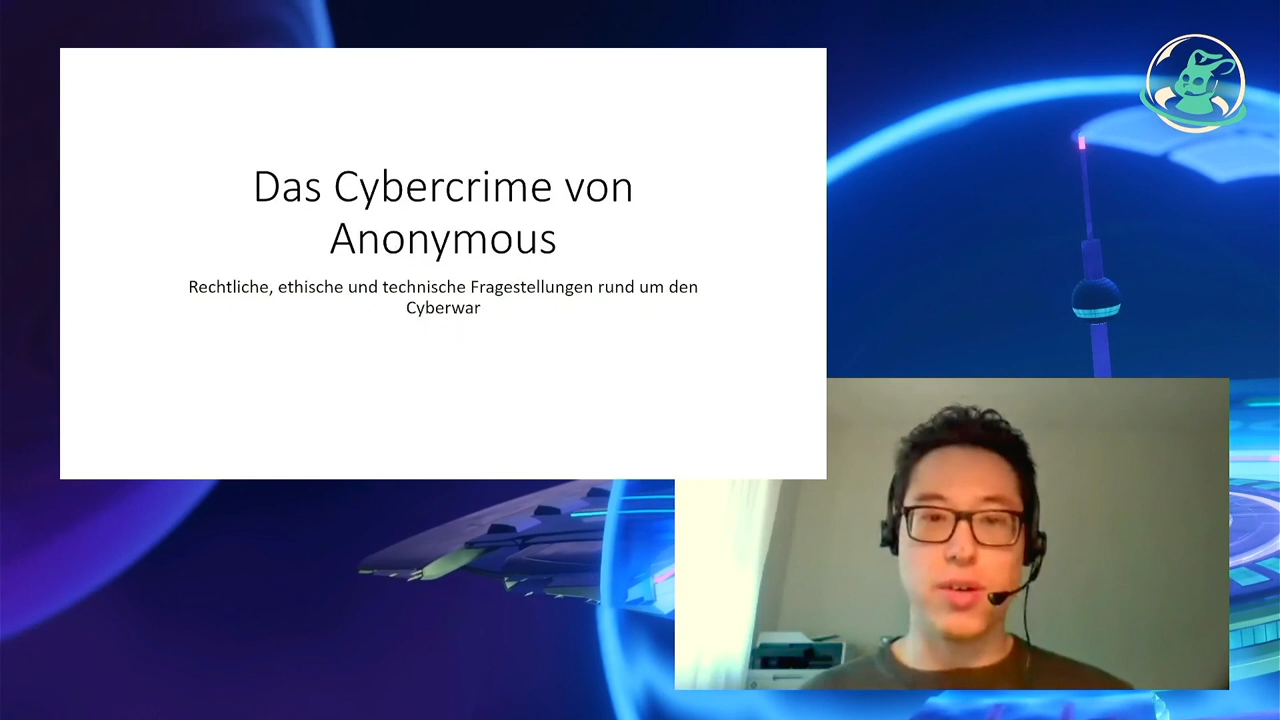 Das Cybercrime von
Anonymous
Rechtliche, ethische und technische Fragestellungen rund um den
Cyberwar